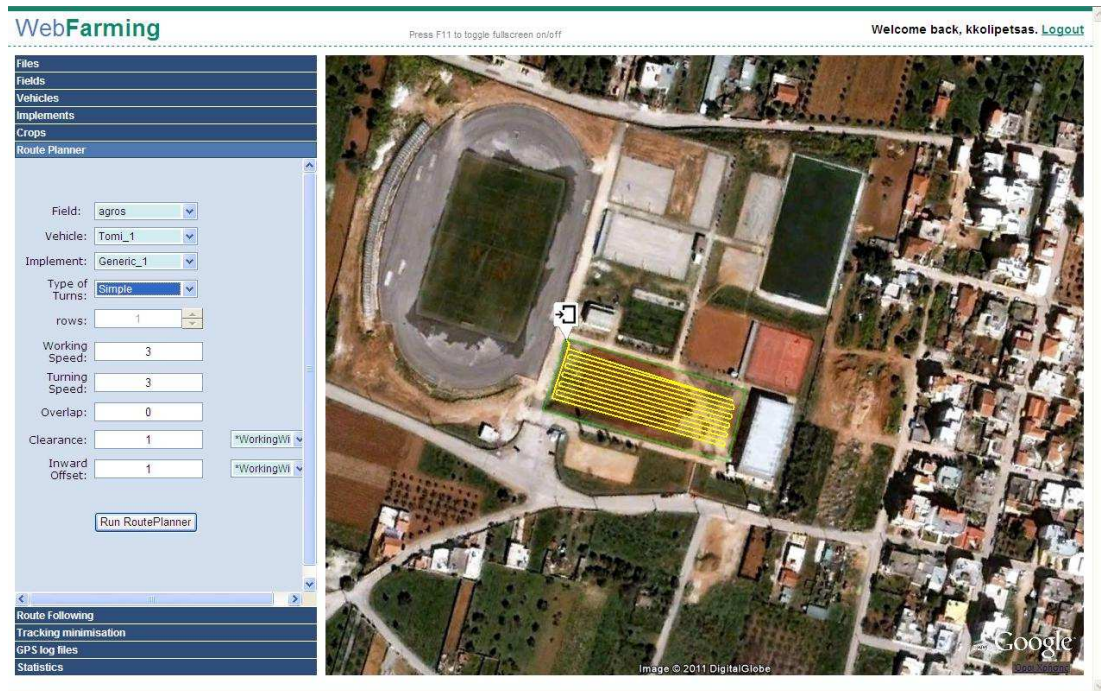 WebFarming
Press F11 to toggle fullscreen on/off
Welcome back, kkolipetsas. Logout
Files
Fields
Vehicles
Implements
Crops
Route Planner
Field: agros
Vehicle: Tomi_1
Implement: Generic_1
Type of
Turns: Simple
rows: 1
Working
Speed: 3
Turning
Speed: 3
Overlap: 0
Clearance: 1 *WorkingWi
Inward
Offset: 1 *WorkingWi
Run RoutePlanner
Route Following
Tracking minimisation
GPS log files
Statistics
Google
Image © 2011 DigitalGlobe
Όροι Χρήσης